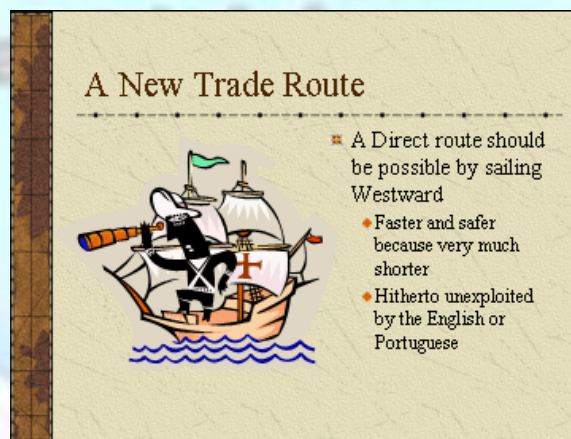 A New Trade Route
A Direct route should
be possible by sailing
Westward
Faster and safer
because very much
shorter
Hitherto unexploited
by the English or
Portuguese